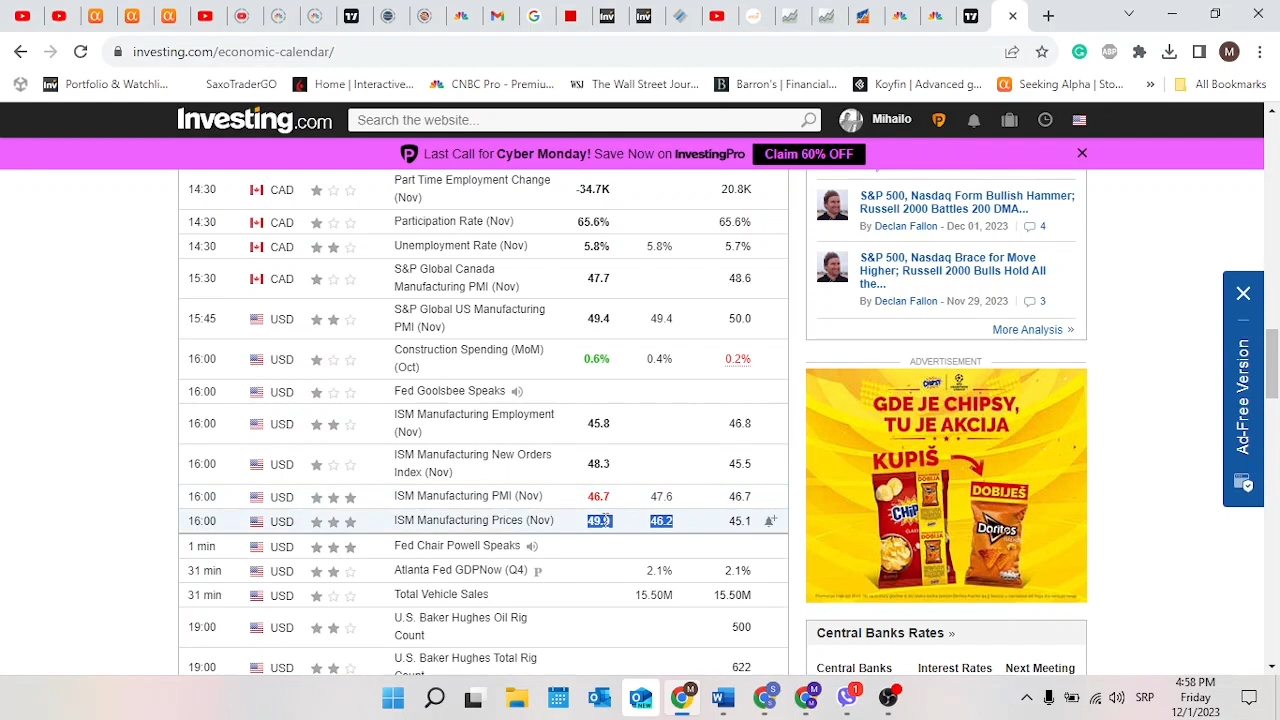 investing.com/economic-calendar/
Portfolio & Watchli...
SaxoTraderGO
Home | Interactive...
CNBC Pro - Premiu...
The Wall Street Jour...
Barron's | Financial...
Koyfin | Advanced g...
Seeking Alpha | Sto...
»
All Bookmarks
Investing.com
Search the website...
Mihailo
Last Call for Cyber Monday! Save Now on InvestingPro
Claim 60% OFF
14:30 CAD Part Time Employment Change -34.7K 20.8K
(Nov)
14:30 CAD Participation Rate (Nov) 65.6% 65.6%
14:30 CAD Unemployment Rate (Nov) 5.8% 5.8% 5.7%
15:30 CAD S&P Global Canada 47.7 48.6
Manufacturing PMI (Nov)
15:45 USD S&P Global US Manufacturing 49.4 49.4 50.0
PMI (Nov)
16:00 USD Construction Spending (MoM) 0.6% 0.4% 0.2%
(Oct)
16:00 USD Fed Goolsbee Speaks
16:00 USD ISM Manufacturing Employment 45.8 46.8
(Nov)
16:00 USD ISM Manufacturing New Orders 48.3 45.5
Index (Nov)
16:00 USD ISM Manufacturing PMI (Nov) 46.7 47.6 46.7
16:00 USD ISM Manufacturing Prices (Nov) 46.2 45.1
1 min USD Fed Chair Powell Speaks
31 min USD Atlanta Fed GDPNow (Q4) P 2.1% 2.1%
31 min USD Total Vehicle Sales 15.50M 15.50M
19:00 USD U.S. Baker Hughes Oil Rig 500
Count
19:00 USD U.S. Baker Hughes Total Rig 622
S&P 500, Nasdaq Form Bullish Hammer;
Russell 2000 Battles 200 DMA...
By Declan Fallon - Dec 01, 2023 | 4
S&P 500, Nasdaq Brace for Move
Higher; Russell 2000 Bulls Hold All
the...
By Declan Fallon - Nov 29, 2023 | 3
More Analysis »
ADVERTISEMENT
CHIPSY
GDE JE CHIPSY,
TU JE AKCIJA
KUPIŠ
DOBIJEŠ
Doritos
Central Banks Rates »
Central Banks Interest Rates Next Meeting
Ad-Free Version
4:58 PM
SRP
Friday
12/1/2023